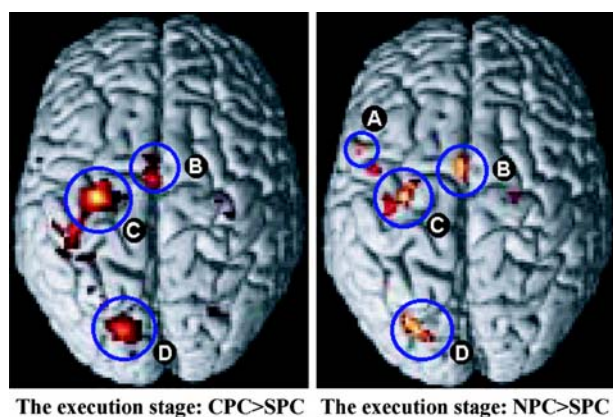 B
C
D
The execution stage: CPC>SPC
A
B
C
D
The execution stage: NPC>SPC